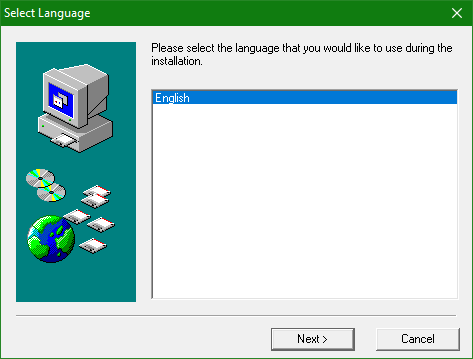 Select Language
Please select the language that you would like to use during the
installation.
English
Next >
Cancel